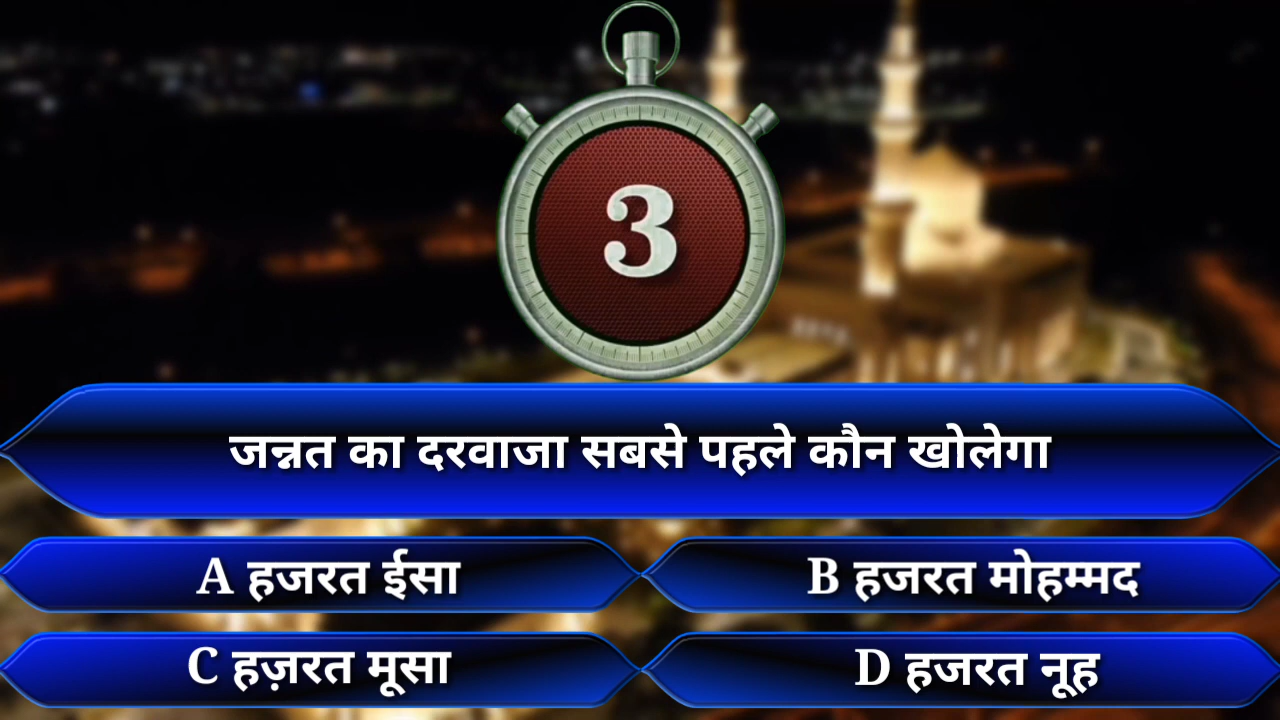 3
जन्नत का दरवाजा सबसे पहले कौन खोलेगा
A हजरत ईसा
B हजरत मोहम्मद
C हज़रत मूसा
D हजरत नूह